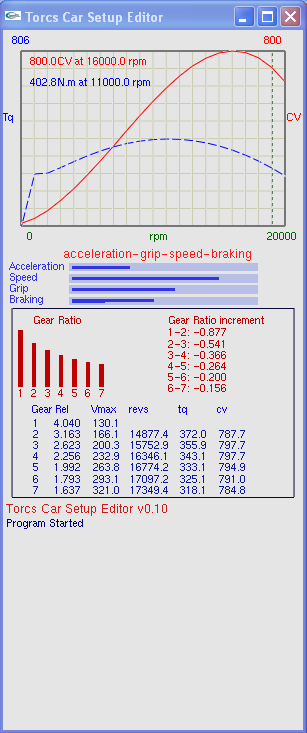 Torcs Car Setup Editor
806 800
800.0CV at 16000.0 rpm
402.8N.m at 11000.0 rpm
Tq CV
0 rpm 20000
acceleration-grip-speed-braking
Acceleration
Speed
Grip
Braking
Gear Ratio Gear Ratio increment
1-2: -0.877
2-3: -0.541
3-4: -0.366
4-5: -0.264
5-6: -0.200
6-7: -0.156
1 2 3 4 5 6 7
Gear Rel Vmax revs tq cv
1 4.040 130.1
2 3.163 166.1 14877.4 372.0 787.7
3 2.623 200.3 15752.9 355.9 797.7
4 2.256 232.9 16346.1 343.1 797.7
5 1.992 263.8 16774.2 333.1 794.9
6 1.793 293.1 17097.2 325.1 791.0
7 1.637 321.0 17349.4 318.1 784.8
Torcs Car Setup Editor v0.10
Program Started